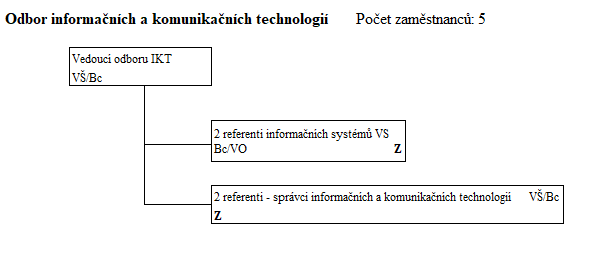 Odbor informačních a komunikačních technologií Počet zaměstnanců: 5
Vedoucí odboru IKT
VŠ/Bc
2 referenti informačních systémů VS
Bc/VO Z
2 referenti - správci informačních a komunikačních technologií VŠ/Bc
Z